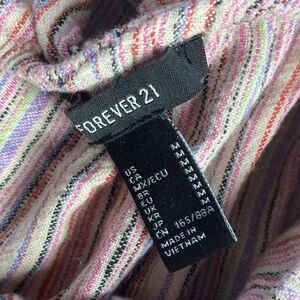 FOREVER 21
US M
CA M
MX/ECU M
BR M
EU M
UK M
KR M
JP M
CN 165/88A
MADE IN
VIETNAM